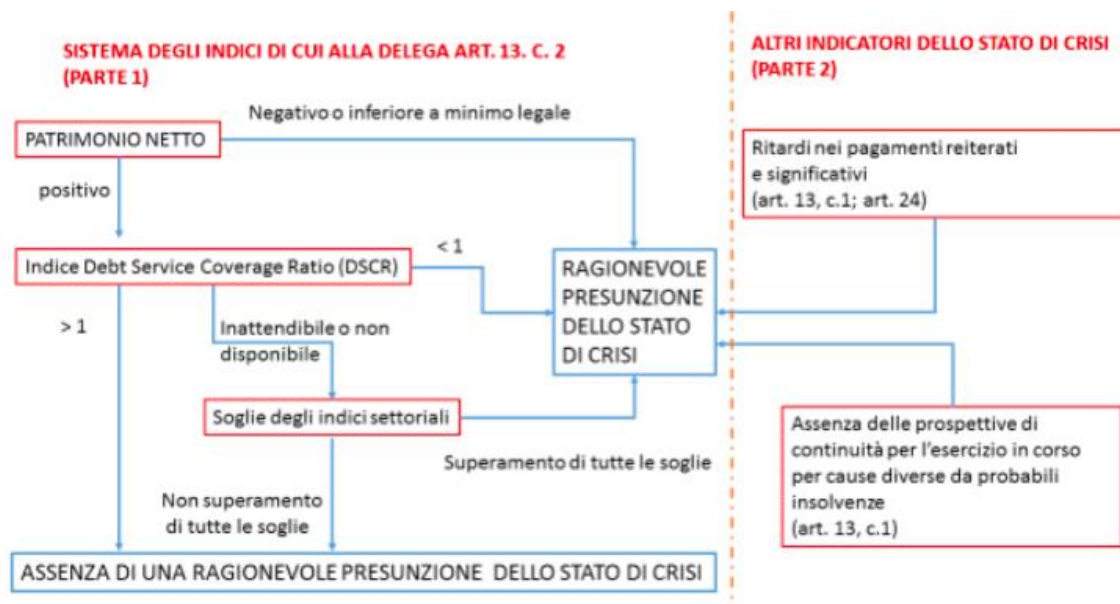 SISTEMA DEGLI INDICI DI CUI ALLA DELEGA ART. 13. C. 2
(PARTE 1)
Negativo o inferiore a minimo legale
PATRIMONIO NETTO
positivo
Indice Debt Service Coverage Ratio (DSCR)
< 1
> 1
Inattendibile o non
disponibile
RAGIONEVOLE
PRESUNZIONE
DELLO STATO
DI CRISI
Soglie degli indici settoriali
Superamento di tutte le soglie
Non superamento
di tutte le soglie
ASSENZA DI UNA RAGIONEVOLE PRESUNZIONE DELLO STATO DI CRISI
ALTRI INDICATORI DELLO STATO DI CRISI
(PARTE 2)
Ritardi nei pagamenti reiterati
e significativi
(art. 13, c.1; art. 24)
Assenza delle prospettive di
continuità per l'esercizio in corso
per cause diverse da probabili
insolvenze
(art. 13, c.1)